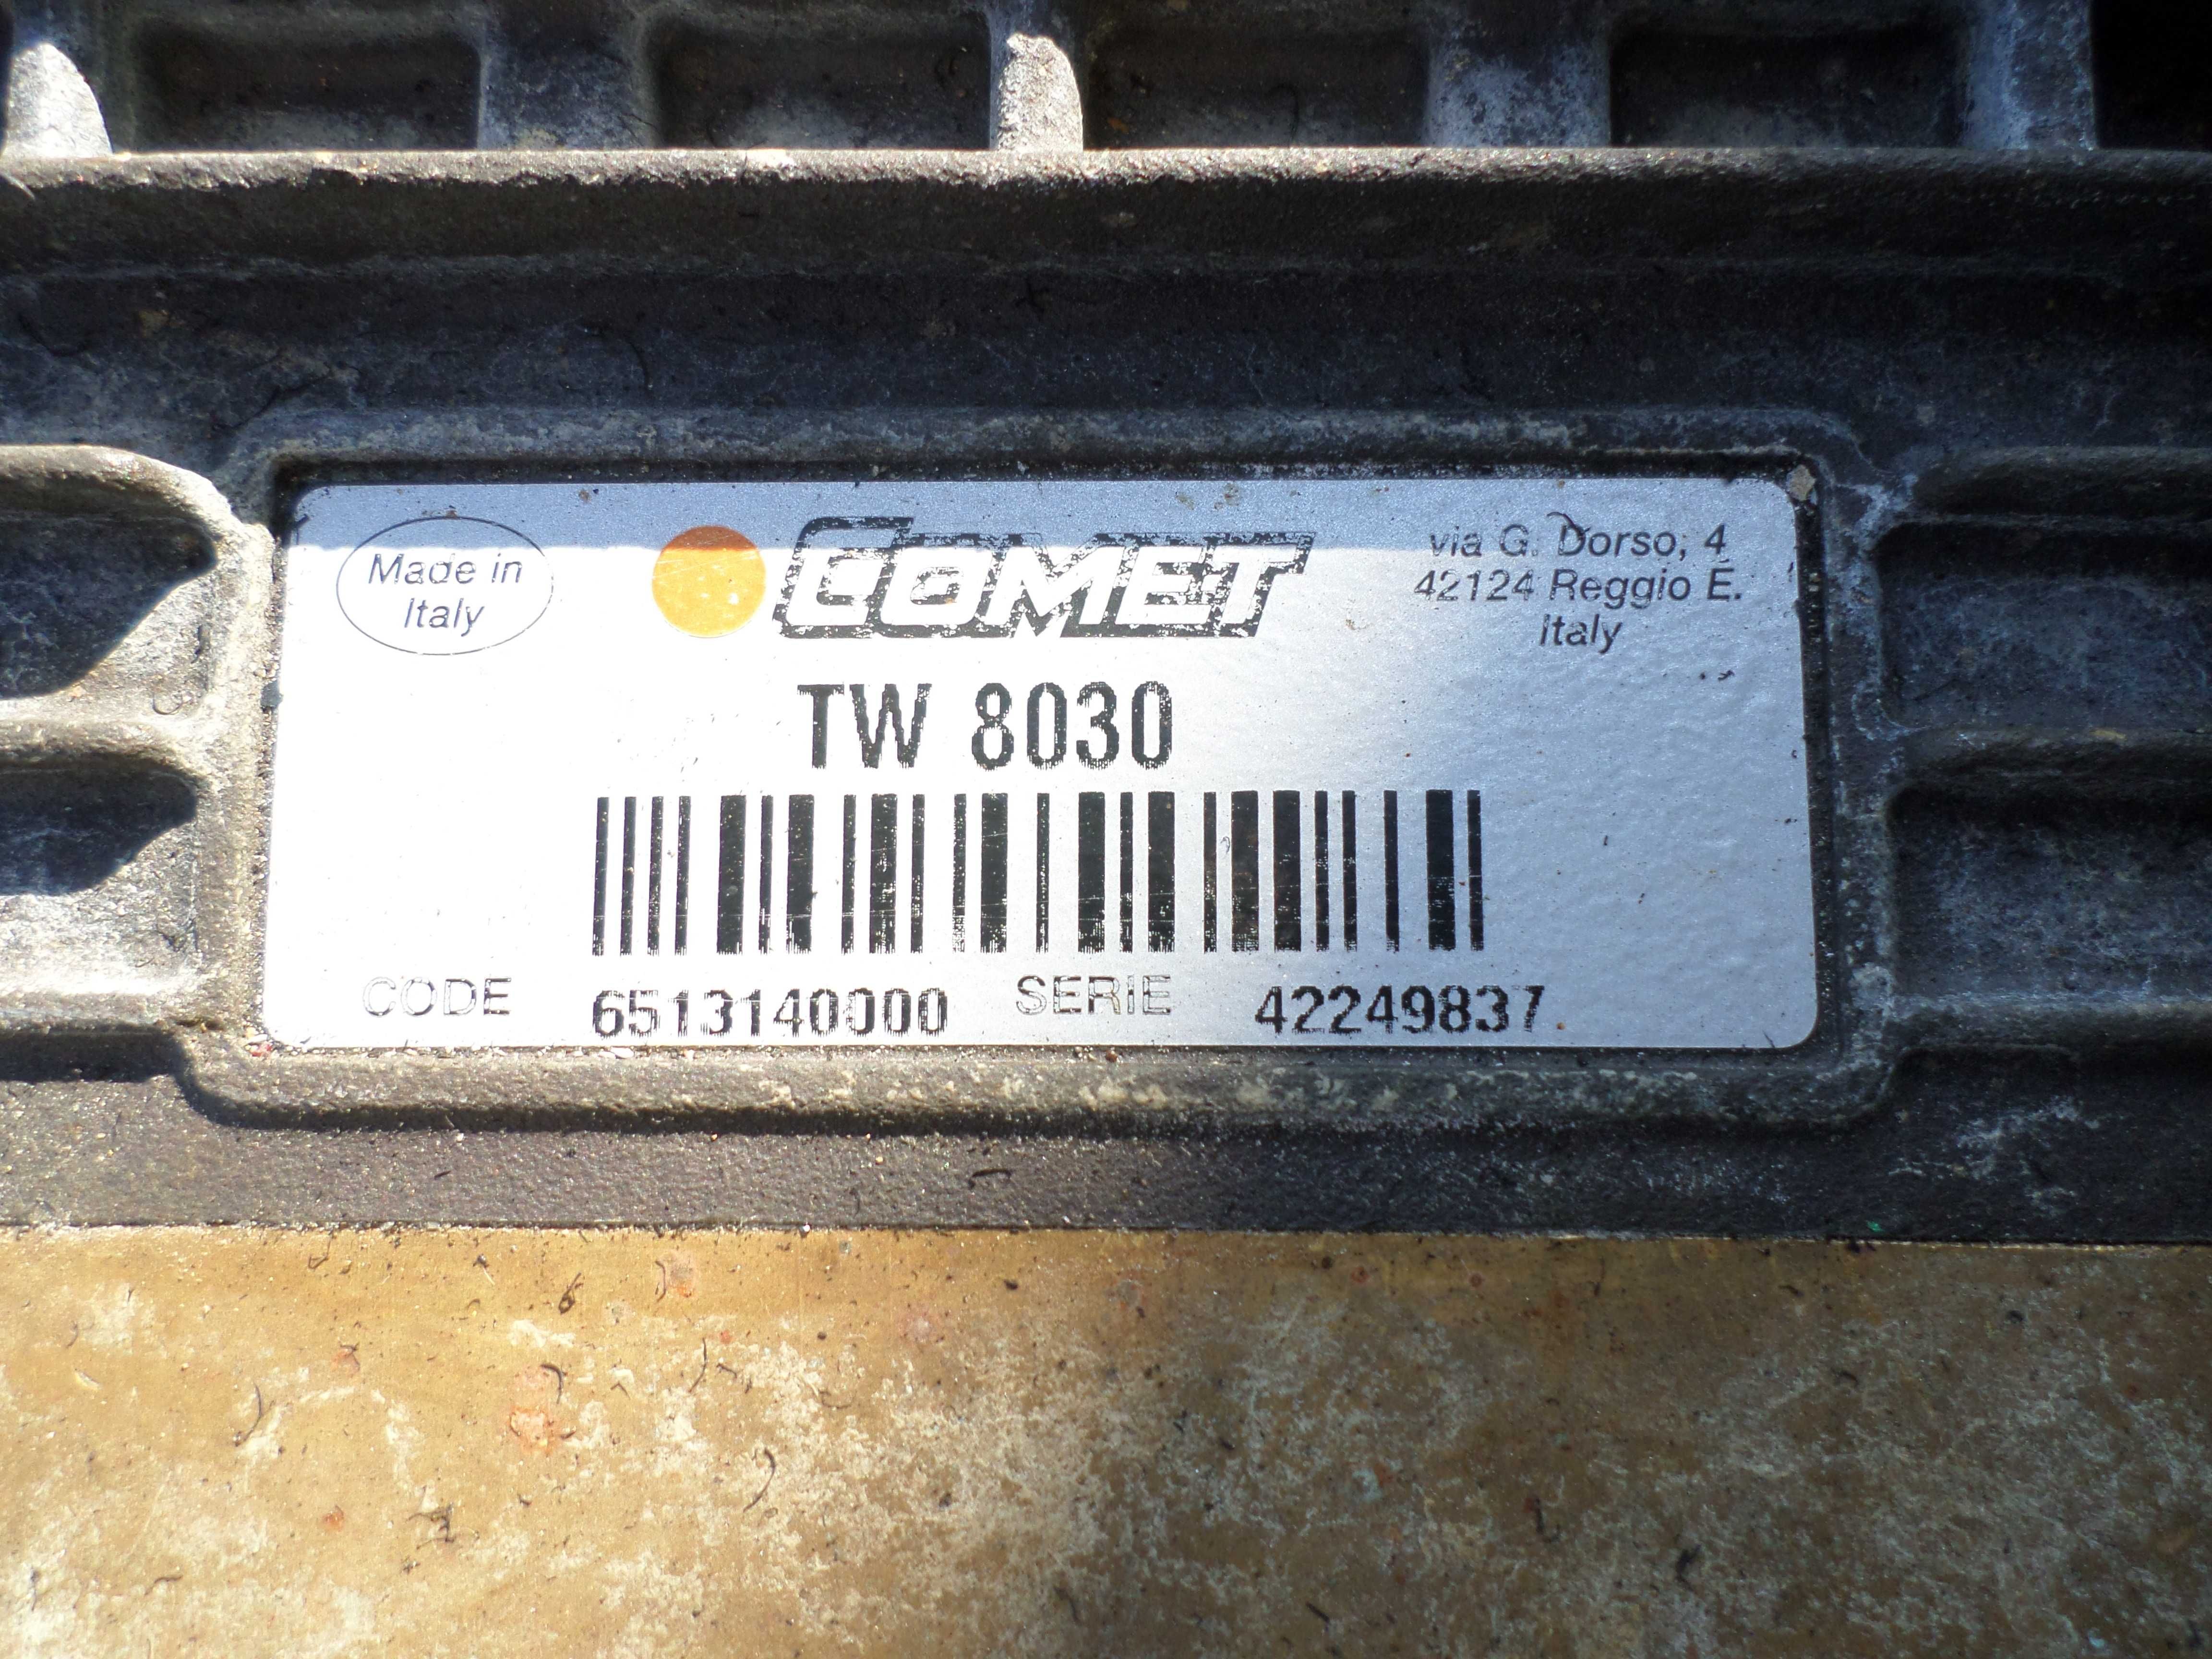 Made in
Italy
COMET
via G. Dorso, 4
42124 Reggio E.
Italy
TW 8030
CODE 6513140000 SERIE 42249837